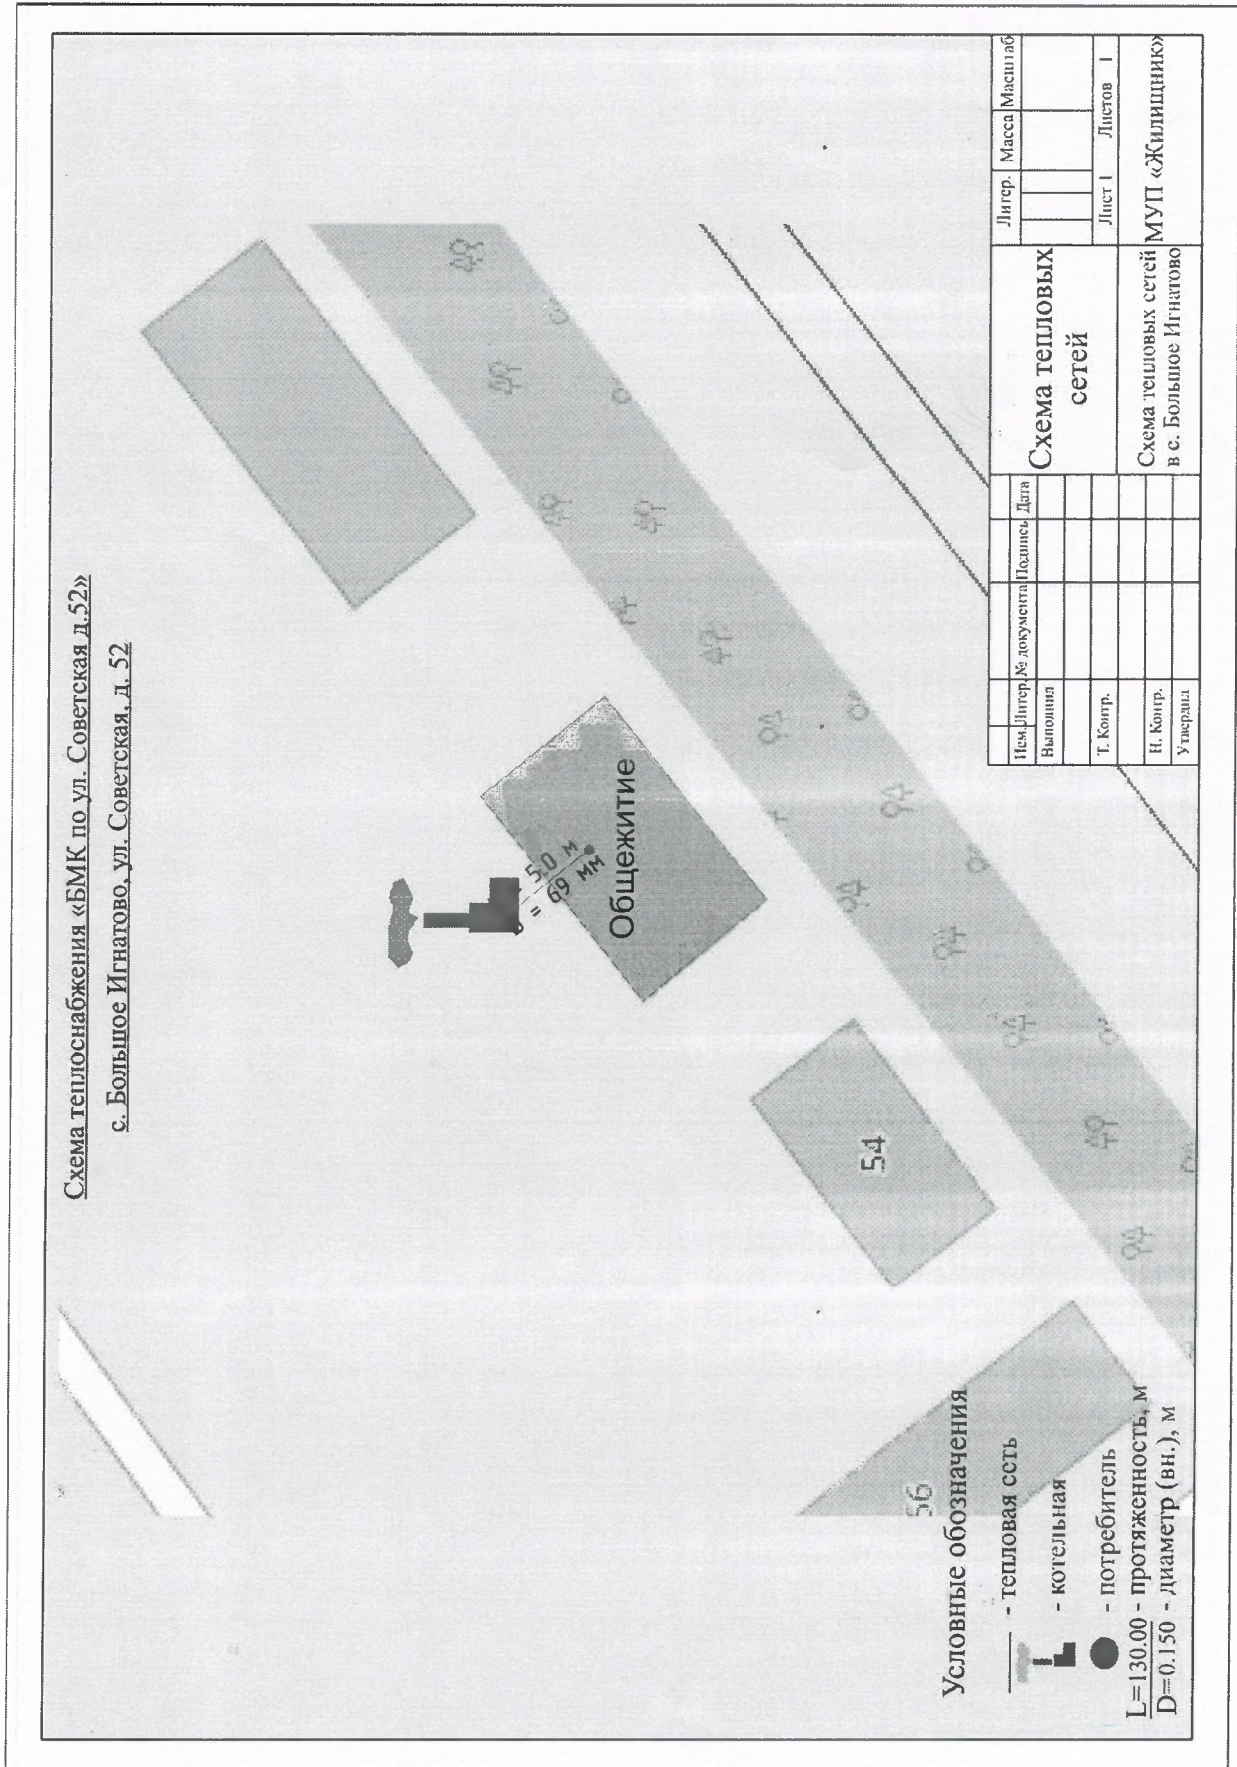 Схема теплоснабжения «БМК по ул. Советская д.52»
с. Большое Игнатово, ул. Советская, д. 52
5,0 м
= 69 мм
Общежитие
54
56
Условные обозначения
- тепловая сеть
- котельная
- потребитель
L=130.00 - протяженность, м
D=0.150 - диаметр (вн.), м
Изм. Литер. № документа Подпись Дата
Выполнил
Т. Контр.
Н. Контр.
Утвердил
Схема тепловых
сетей
Схема тепловых сетей
в с. Большое Игнатово
Литер. Масса Масштаб
Лист 1 Листов 1
МУП «Жилищник»